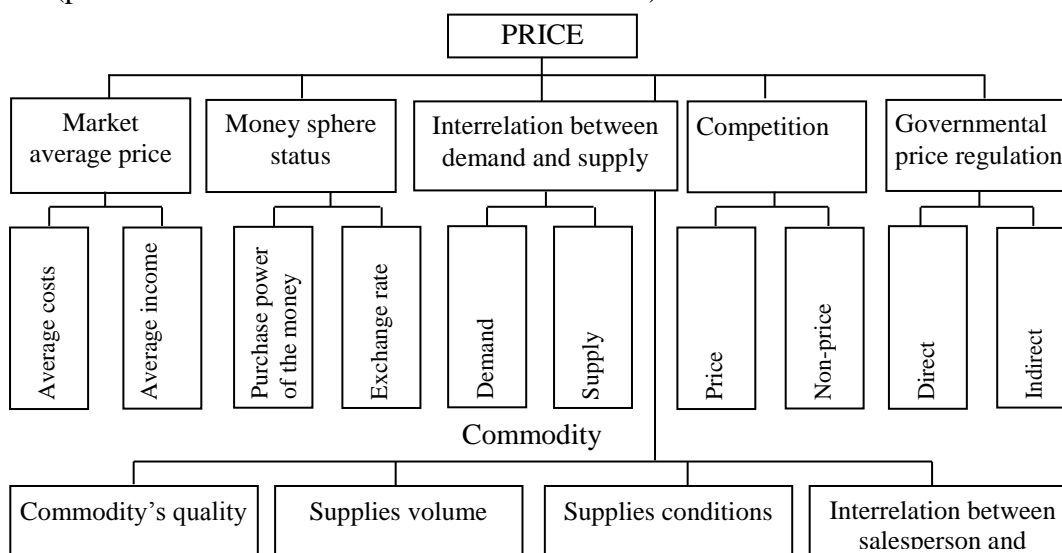 PRICE
Market
average price
Money sphere
status
Interrelation between
demand and supply
Competition
Governmental
price regulation
Average costs
Average income
Purchase power
of the money
Exchange rate
Demand
Supply
Price
Non-price
Direct
Indirect
Commodity
Commodity’s quality
Supplies volume
Supplies conditions
Interrelation between
salesperson and